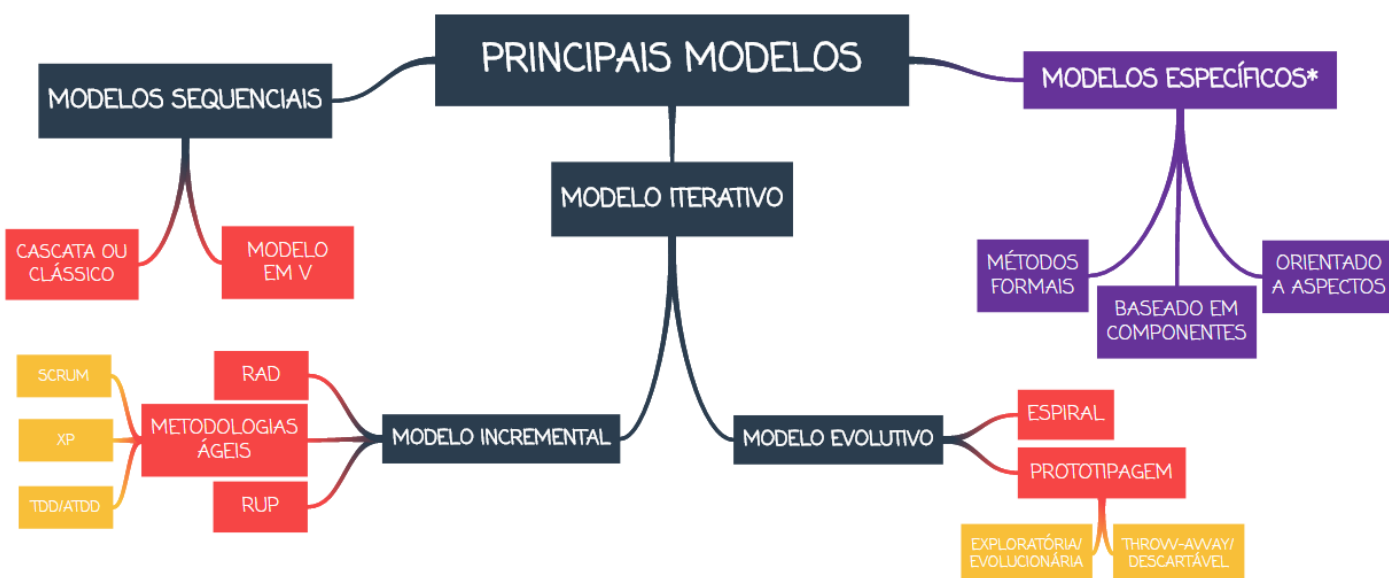 PRINCIPAIS MODELOS
MODELOS SEQUENCIAIS
MODELOS ESPECÍFICOS*
MODELO ITERATIVO
CASCATA OU
CLÁSSICO
MODELO
EM V
MÉTODOS
FORMAIS
BASEADO EM
COMPONENTES
ORIENTADO
A ASPECTOS
SCRUM
XP
TDD/ATDD
METODOLOGIAS
ÁGEIS
RAD
RUP
MODELO INCREMENTAL
MODELO EVOLUTIVO
ESPIRAL
PROTOTIPAGEM
EXPLORATÓRIA/
EVOLUCIONÁRIA
THROW-AWAY/
DESCARTÁVEL